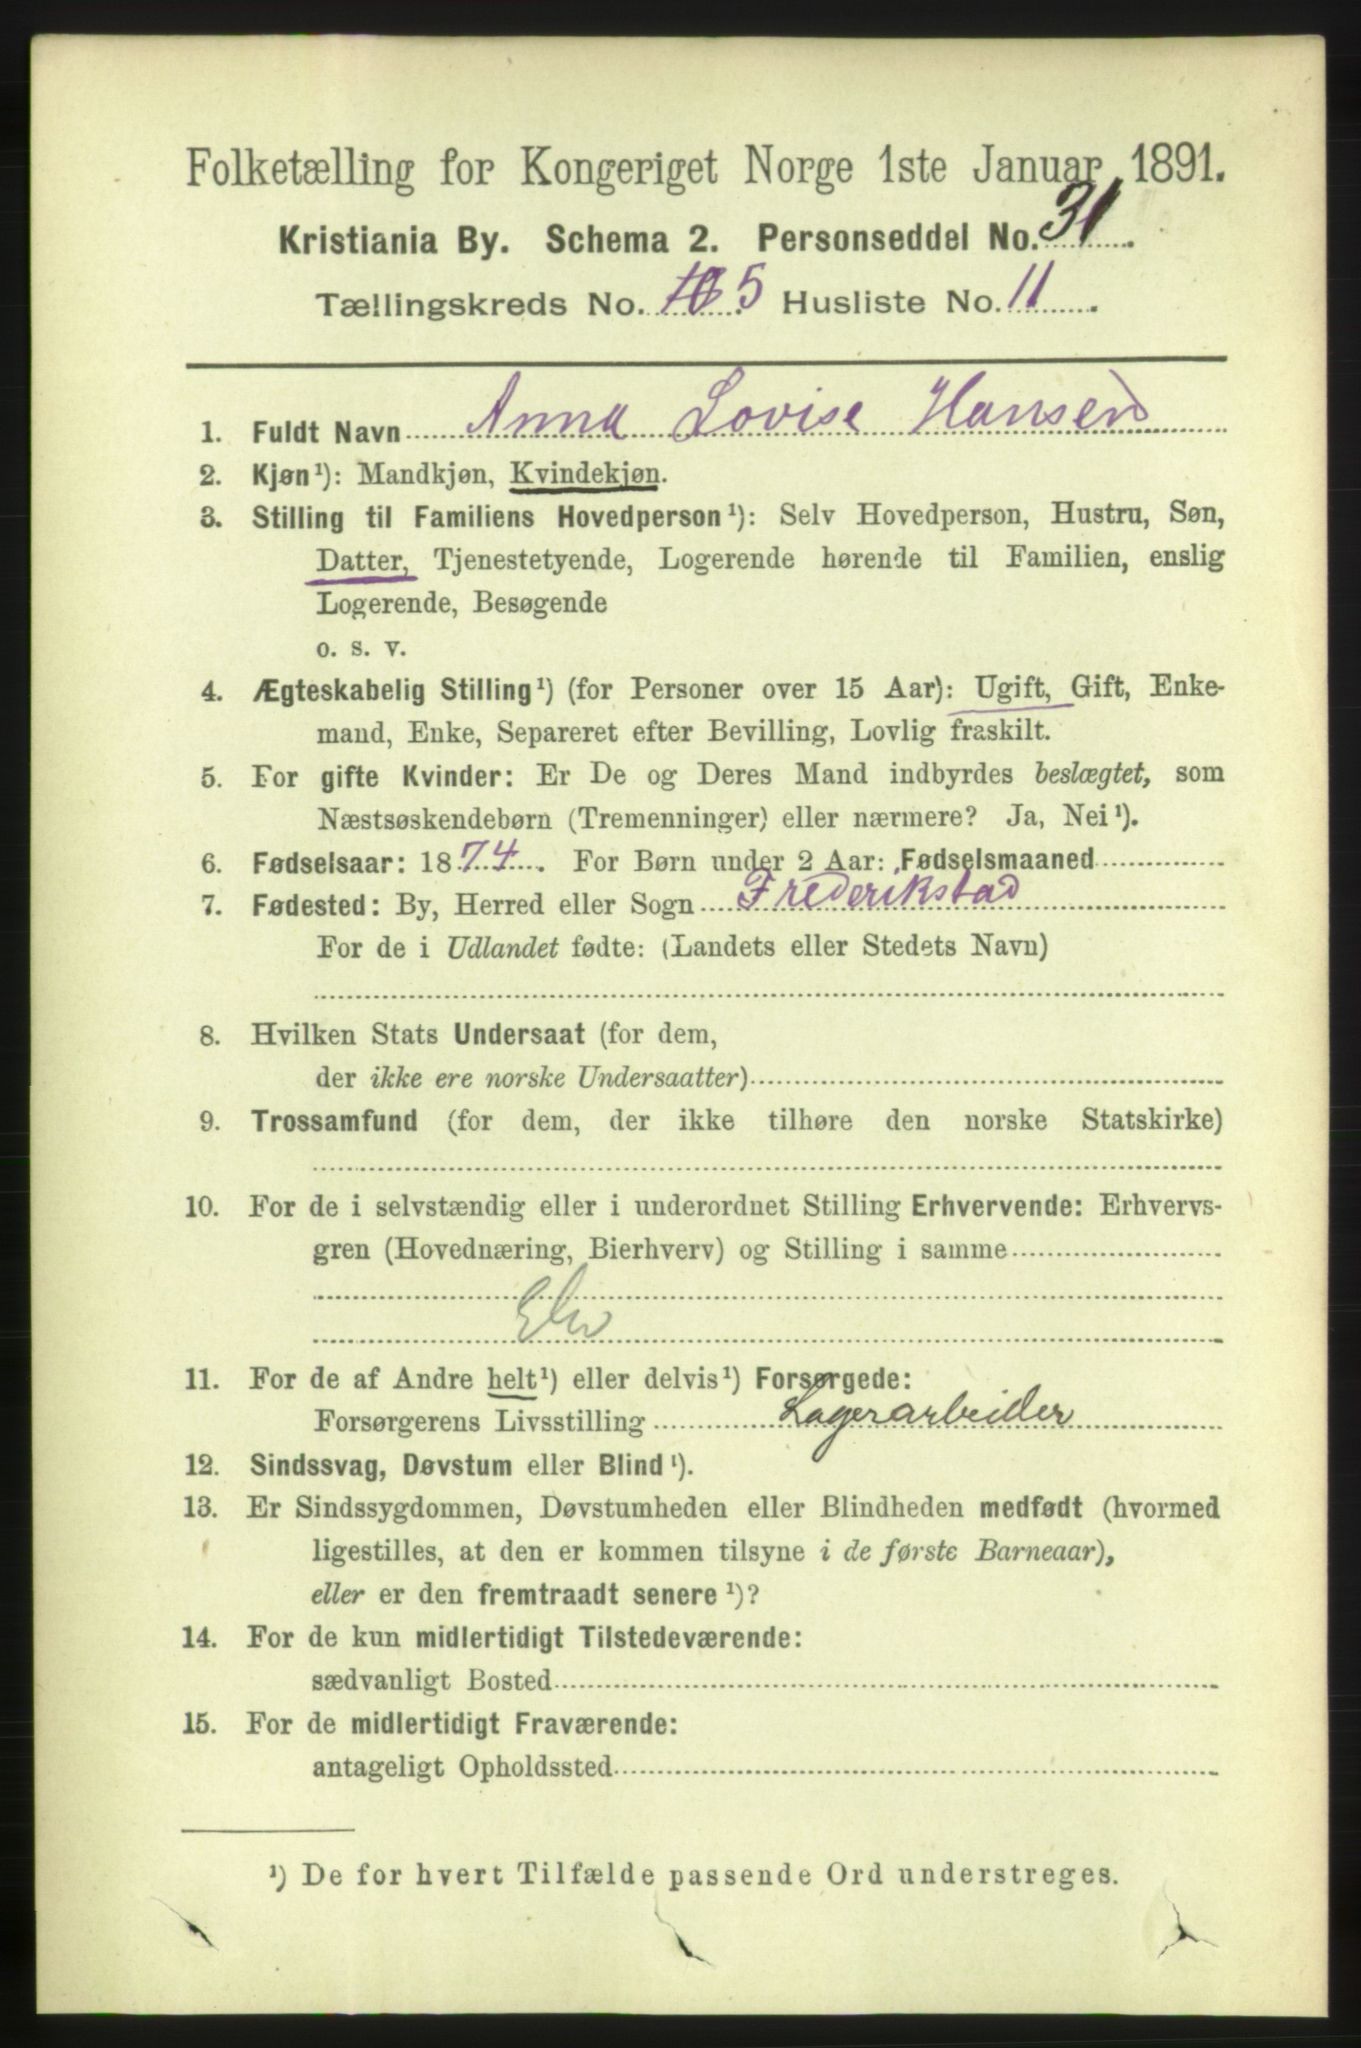 Folketælling for Kongeriget Norge 1ste Januar 1891.
Kristiania By. Schema 2. Personseddel No. 31.
Tællingskreds No. 5 Husliste No. 11.
1. Fuldt Navn Anna Lovise Hansen
2. Kjøn¹): Mandkjøn, Kvindekjøn.
3. Stilling til Familiens Hovedperson¹): Selv Hovedperson, Hustru, Søn,
Datter, Tjenestetyende, Logerende hørende til Familien, enslig
Logerende, Besøgende
o. s. v.
4. Ægteskabelig Stilling¹) (for Personer over 15 Aar): Ugift, Gift, Enke-
mand, Enke, Separeret efter Bevilling, Lovlig fraskilt.
5. For gifte Kvinder: Er De og Deres Mand indbyrdes beslægtet, som
Næstsøskendebørn (Tremenninger) eller nærmere? Ja, Nei¹).
6. Fødselsaar: 1874. For Børn under 2 Aar: Fødselsmaaned
7. Fødested: By, Herred eller Sogn Frederikstad
For de i Udlandet fødte: (Landets eller Stedets Navn)
8. Hvilken Stats Undersaat (for dem,
der ikke ere norske Undersaatter)
9. Trossamfund (for dem, der ikke tilhøre den norske Statskirke)
10. For de i selvstændig eller i underordnet Stilling Erhvervende: Erhvervs-
gren (Hovednæring, Bierhverv) og Stilling i samme
11. For de af Andre helt¹) eller delvis¹) Forsørgede:
Forsørgerens Livsstilling Lagerarbeider
12. Sindssvag, Døvstum eller Blind¹).
13. Er Sindssygdommen, Døvstumheden eller Blindheden medfødt (hvormed
ligestilles, at den er kommen tilsyne i de første Barneaar),
eller er den fremtraadt senere¹)?
14. For de kun midlertidigt Tilstedeværende:
sædvanligt Bosted
15. For de midlertidigt Fraværende:
antageligt Opholdssted
¹) De for hvert Tilfælde passende Ord understreges.